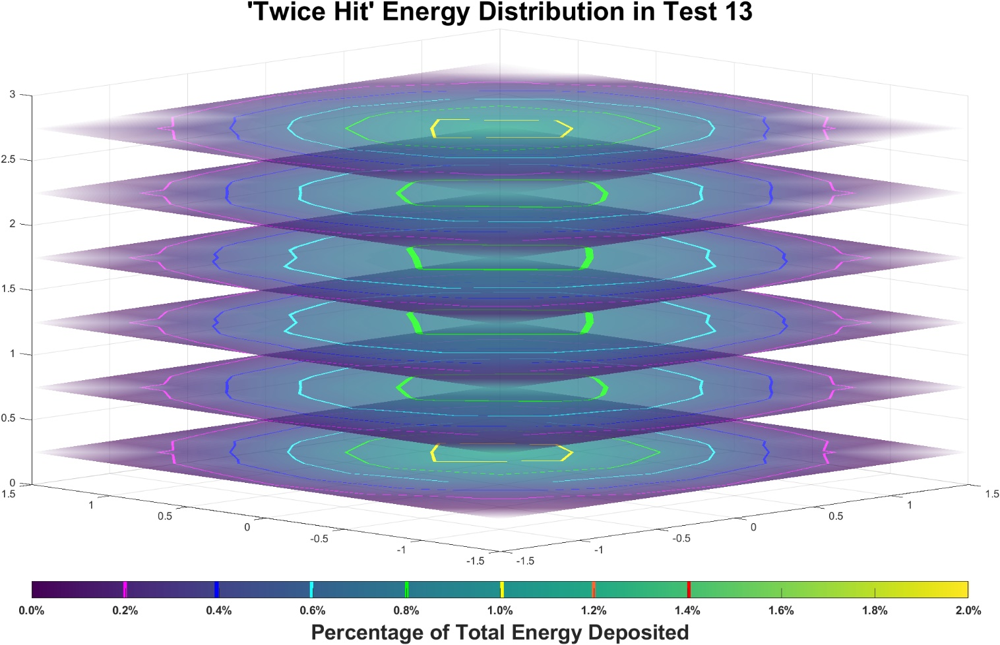 'Twice Hit' Energy Distribution in Test 13
3
2.5
2
1.5
1
0.5
0
1.5 1 0.5 0 -0.5 -1 -1.5
-1.5 -1 -0.5 0 0.5 1 1.5
0.0% 0.2% 0.4% 0.6% 0.8% 1.0% 1.2% 1.4% 1.6% 1.8% 2.0%
Percentage of Total Energy Deposited